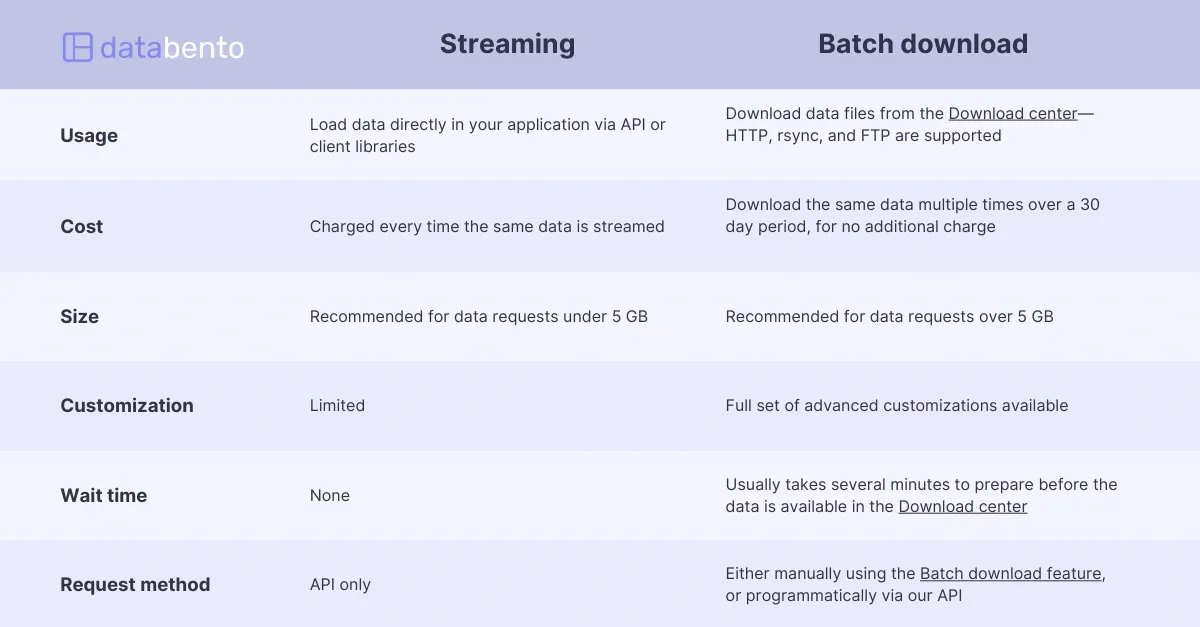 databento
Streaming
Batch download
Usage
Load data directly in your application via API or
client libraries
Download data files from the Download center—
HTTP, rsync, and FTP are supported
Cost
Charged every time the same data is streamed
Download the same data multiple times over a 30
day period, for no additional charge
Size
Recommended for data requests under 5 GB
Recommended for data requests over 5 GB
Customization
Limited
Full set of advanced customizations available
Wait time
None
Usually takes several minutes to prepare before the
data is available in the Download center
Request method
API only
Either manually using the Batch download feature,
or programmatically via our API